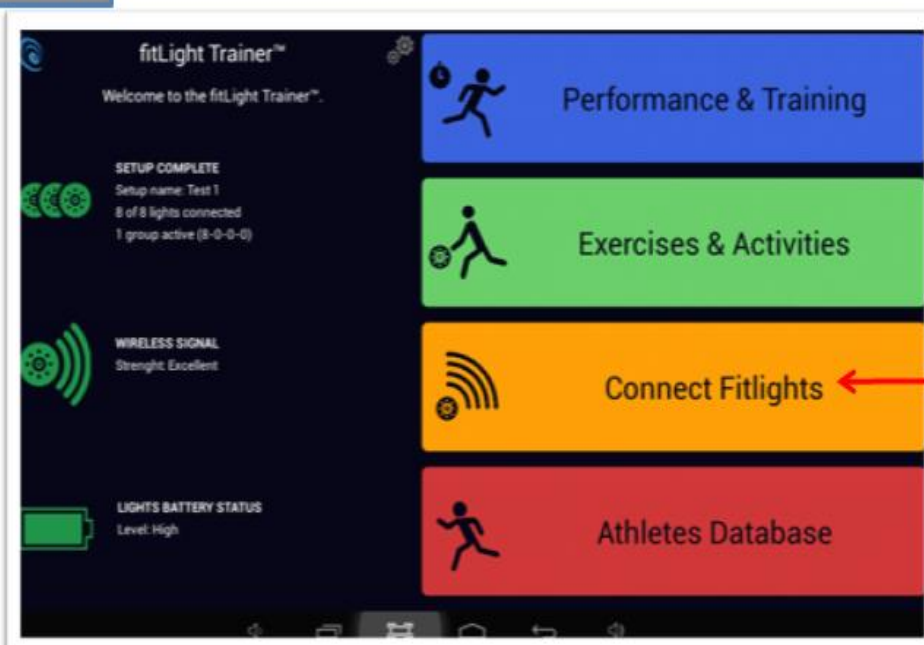 fitLight Trainer™
Welcome to the fitLight Trainer™.
SETUP COMPLETE
Setup name: Test 1
8 of 8 lights connected
1 group active (8-0-0-0)
WIRELESS SIGNAL
Strenght: Excellent
LIGHTS BATTERY STATUS
Level: High
Performance & Training
Exercises & Activities
Connect Fitlights
Athletes Database